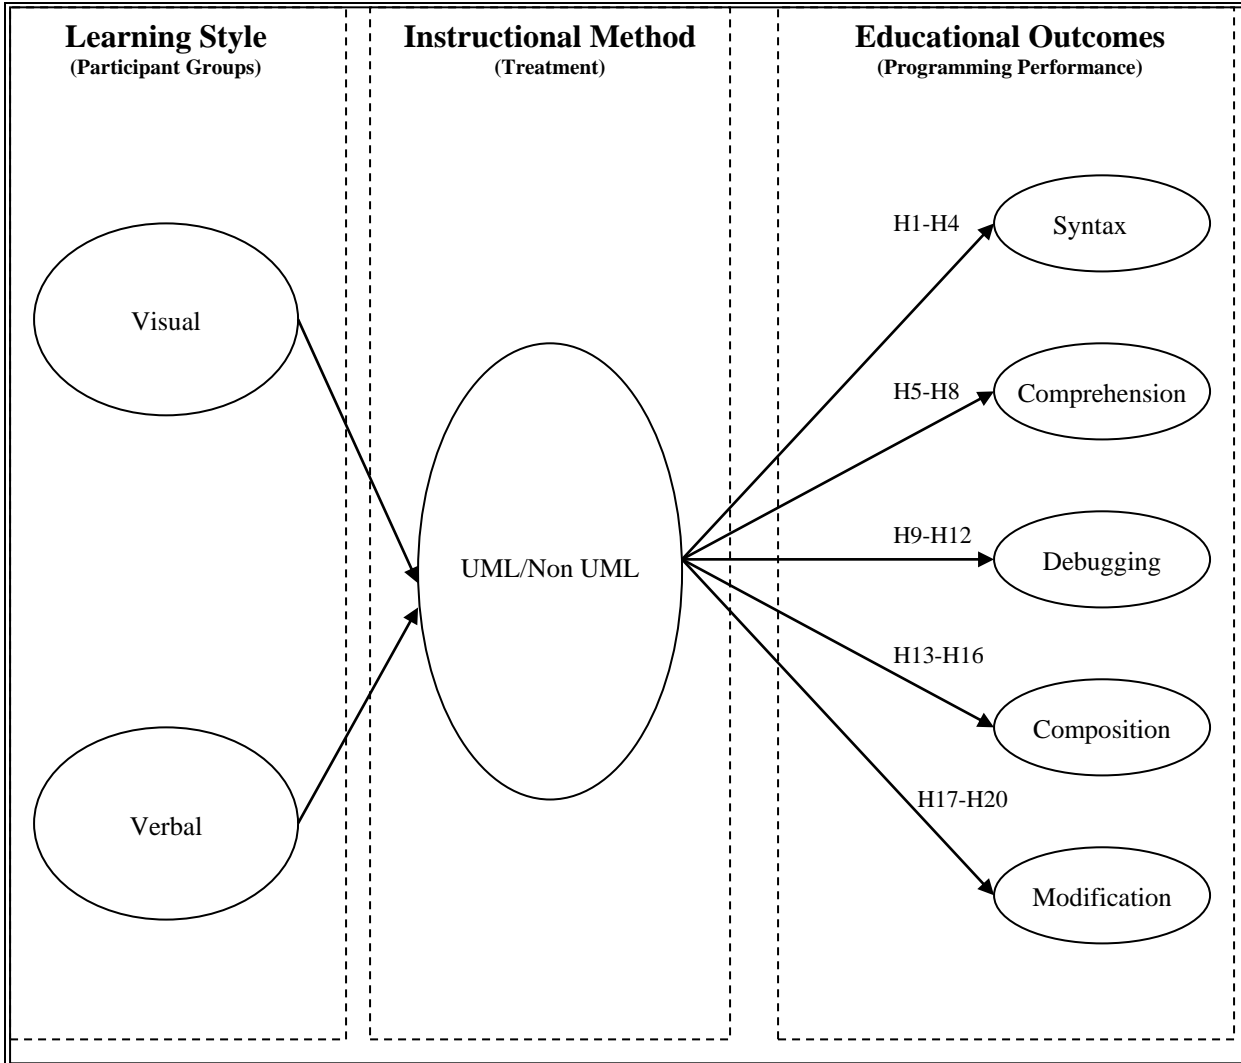 Learning Style
(Participant Groups)
Instructional Method
(Treatment)
Educational Outcomes
(Programming Performance)
Visual
Verbal
UML/Non UML
H1-H4
Syntax
H5-H8
Comprehension
H9-H12
Debugging
H13-H16
Composition
H17-H20
Modification